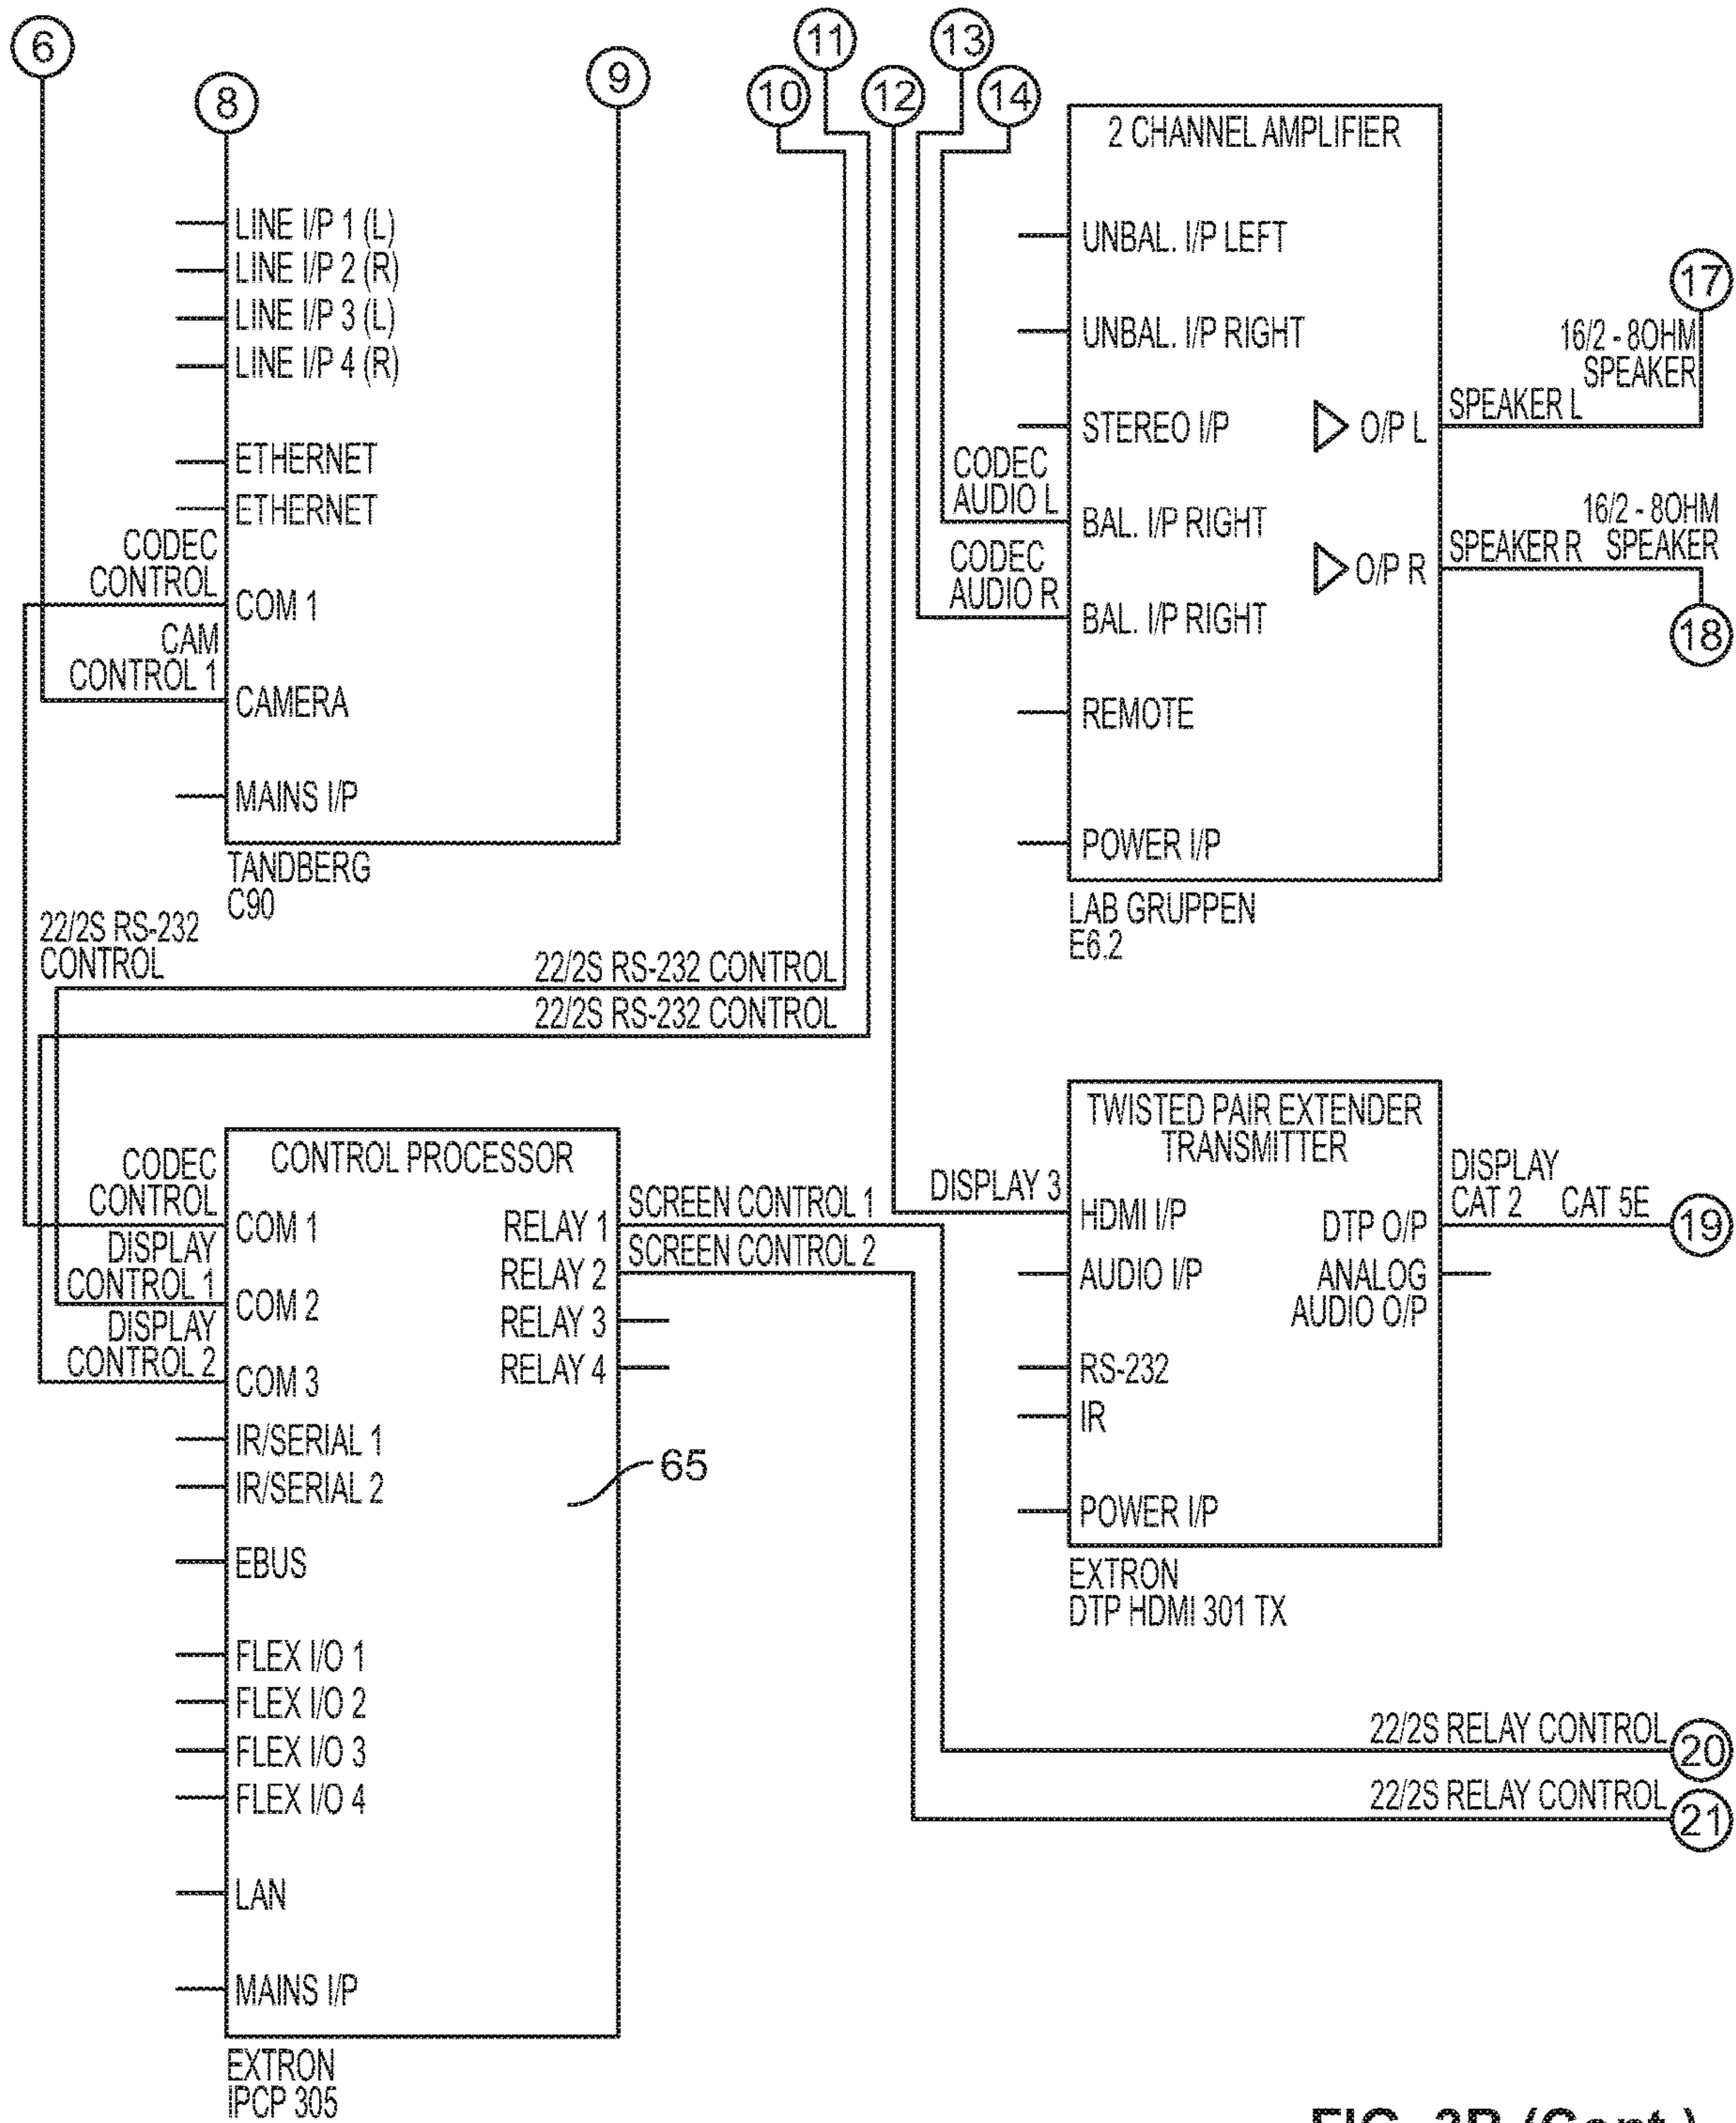 6
8
9
10
11
12
13
14
LINE I/P 1 (L)
LINE I/P 2 (R)
LINE I/P 3 (L)
LINE I/P 4 (R)
ETHERNET
ETHERNET
CODEC
CONTROL
COM 1
CAM
CONTROL 1
CAMERA
MAINS I/P
TANDBERG
C90
2 CHANNEL AMPLIFIER
UNBAL. I/P LEFT
UNBAL. I/P RIGHT
STEREO I/P
CODEC
AUDIO L
BAL. I/P RIGHT
CODEC
AUDIO R
BAL. I/P RIGHT
REMOTE
POWER I/P
O/P L
O/P R
SPEAKER L
16/2 - 8OHM
SPEAKER
17
SPEAKER R
16/2 - 8OHM
SPEAKER
18
LAB GRUPPEN
E6.2
22/2S RS-232
CONTROL
22/2S RS-232 CONTROL
22/2S RS-232 CONTROL
CONTROL PROCESSOR
CODEC
CONTROL
COM 1
DISPLAY
CONTROL 1
COM 2
DISPLAY
CONTROL 2
COM 3
IR/SERIAL 1
IR/SERIAL 2
EBUS
FLEX I/O 1
FLEX I/O 2
FLEX I/O 3
FLEX I/O 4
LAN
MAINS I/P
RELAY 1
RELAY 2
RELAY 3
RELAY 4
SCREEN CONTROL 1
SCREEN CONTROL 2
65
EXTRON
IPCP 305
TWISTED PAIR EXTENDER
TRANSMITTER
DISPLAY 3
HDMI I/P
AUDIO I/P
RS-232
IR
POWER I/P
DTP O/P
ANALOG
AUDIO O/P
DISPLAY
CAT 2 CAT 5E
19
EXTRON
DTP HDMI 301 TX
22/2S RELAY CONTROL
20
22/2S RELAY CONTROL
21
FIG. 3B (Cont.)